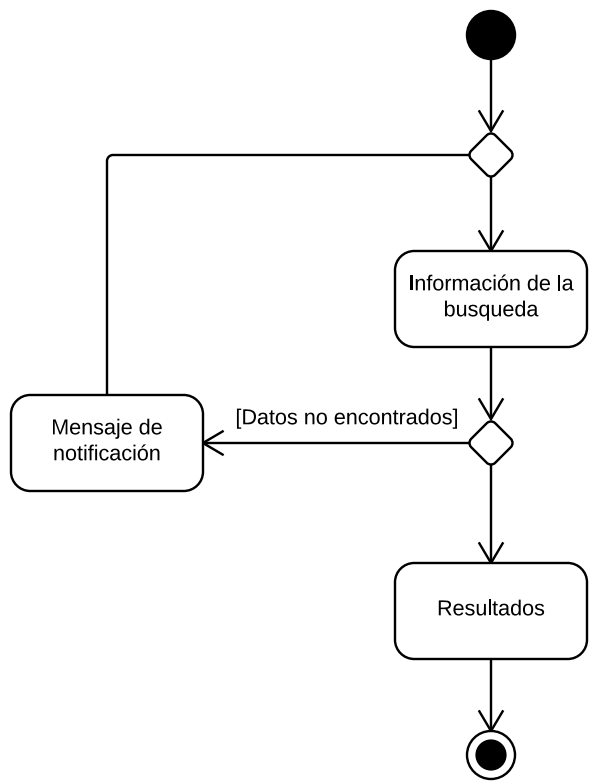 Información de la
busqueda
[Datos no encontrados]
Mensaje de
notificación
Resultados